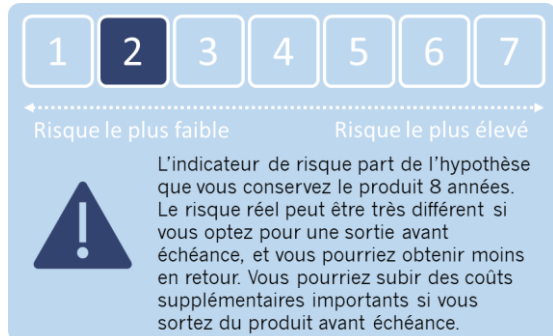 1 2 3 4 5 6 7
Risque le plus faible Risque le plus élevé
L'indicateur de risque part de l'hypothèse
que vous conservez le produit 8 années.
Le risque réel peut être très différent si
vous optez pour une sortie avant
échéance, et vous pourriez obtenir moins
en retour. Vous pourriez subir des coûts
supplémentaires importants si vous
sortez du produit avant échéance.